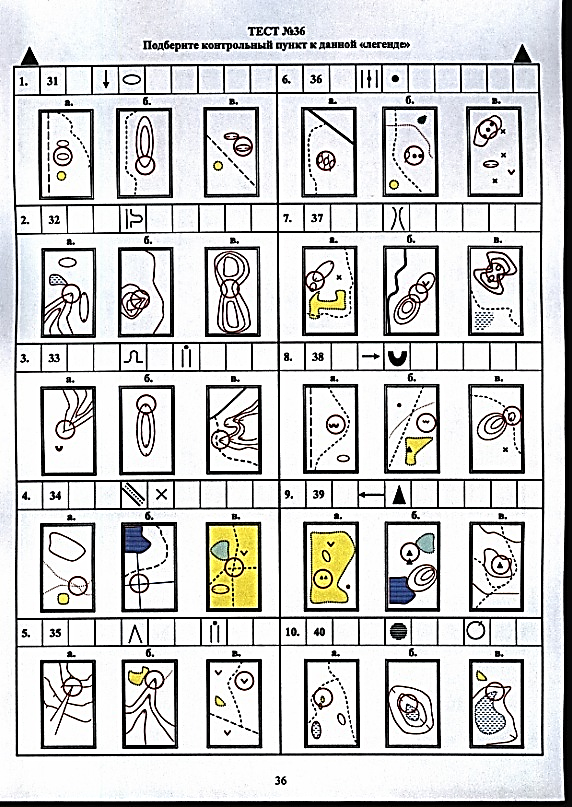 ТЕСТ №36
Подберите контрольный пункт к данной «легенде»
1. 31
а. б. в.
6. 36
а. б. в.
2. 32
а. б. в.
7. 37
а. б. в.
3. 33
а. б. в.
8. 38
а. б. в.
4. 34
а. б. в.
9. 39
а. б. в.
5. 35
а. б. в.
10. 40
а. б. в.
36